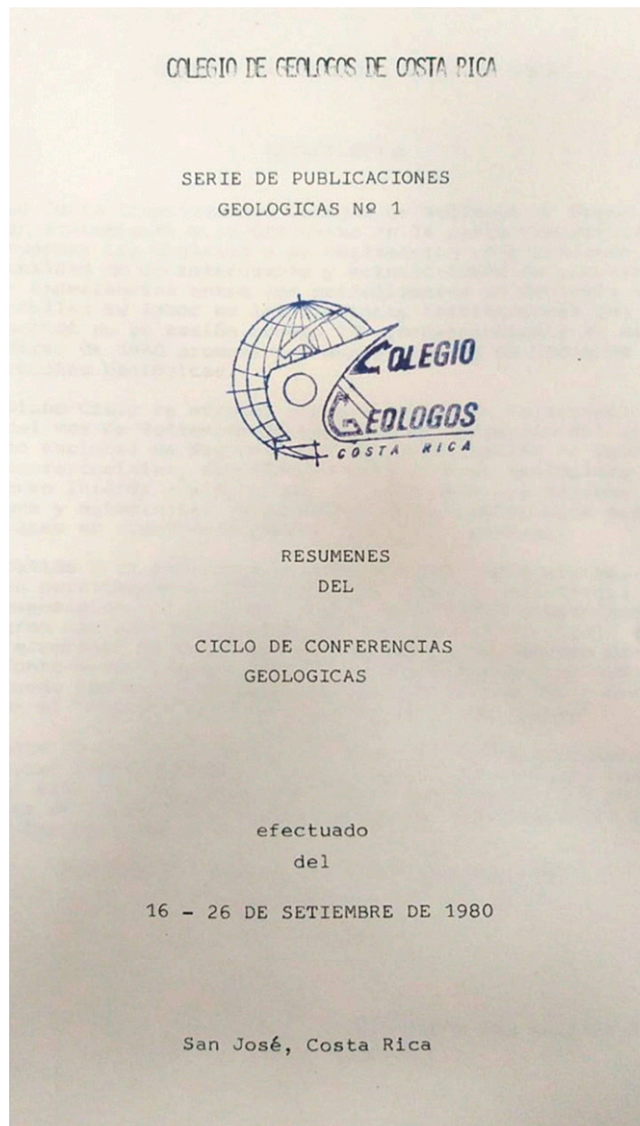 COLEGIO DE GEOLOGOS DE COSTA RICA
SERIE DE PUBLICACIONES
GEOLOGICAS Nº 1
COLEGIO
GEOLOGOS
COSTA RICA
RESUMENES
DEL
CICLO DE CONFERENCIAS
GEOLOGICAS
efectuado
del
16 - 26 DE SETIEMBRE DE 1980
San José, Costa Rica